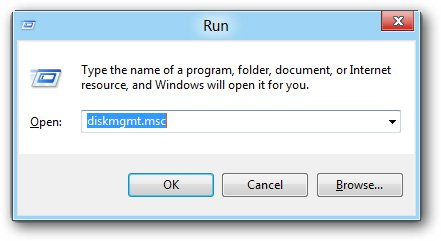 Run
Type the name of a program, folder, document, or Internet
resource, and Windows will open it for you.
Open: diskmgmt.msc
OK Cancel Browse...